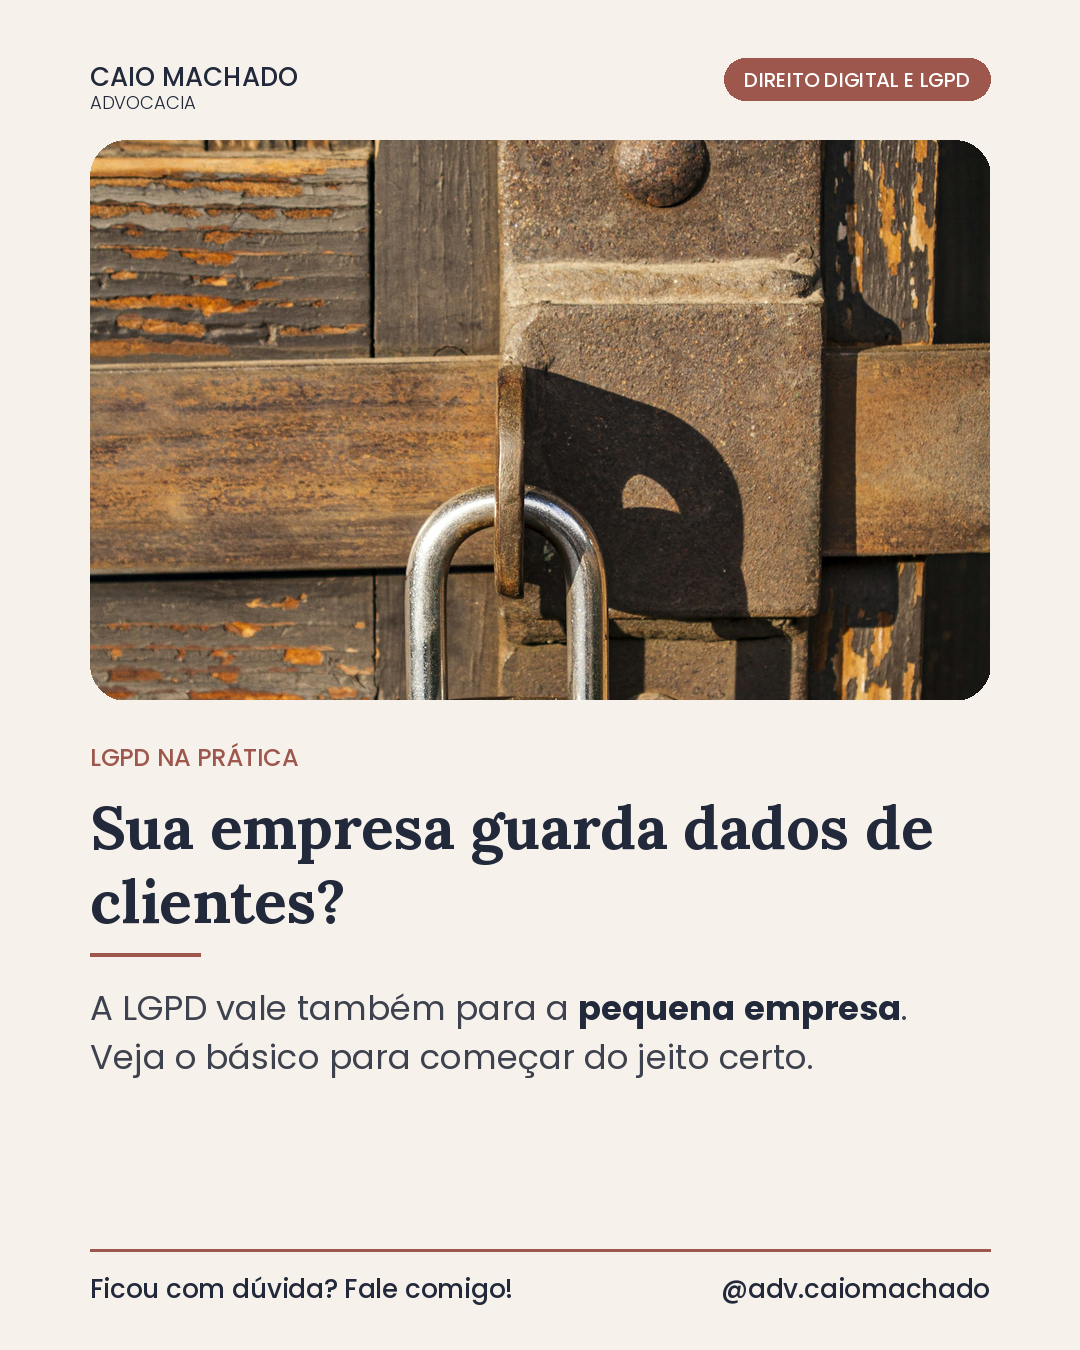 CAIO MACHADO
ADVOCACIA
DIREITO DIGITAL E LGPD
LGPD NA PRÁTICA
Sua empresa guarda dados de
clientes?
A LGPD vale também para a pequena empresa.
Veja o básico para começar do jeito certo.
Ficou com dúvida? Fale comigo!
@adv.caiomachado